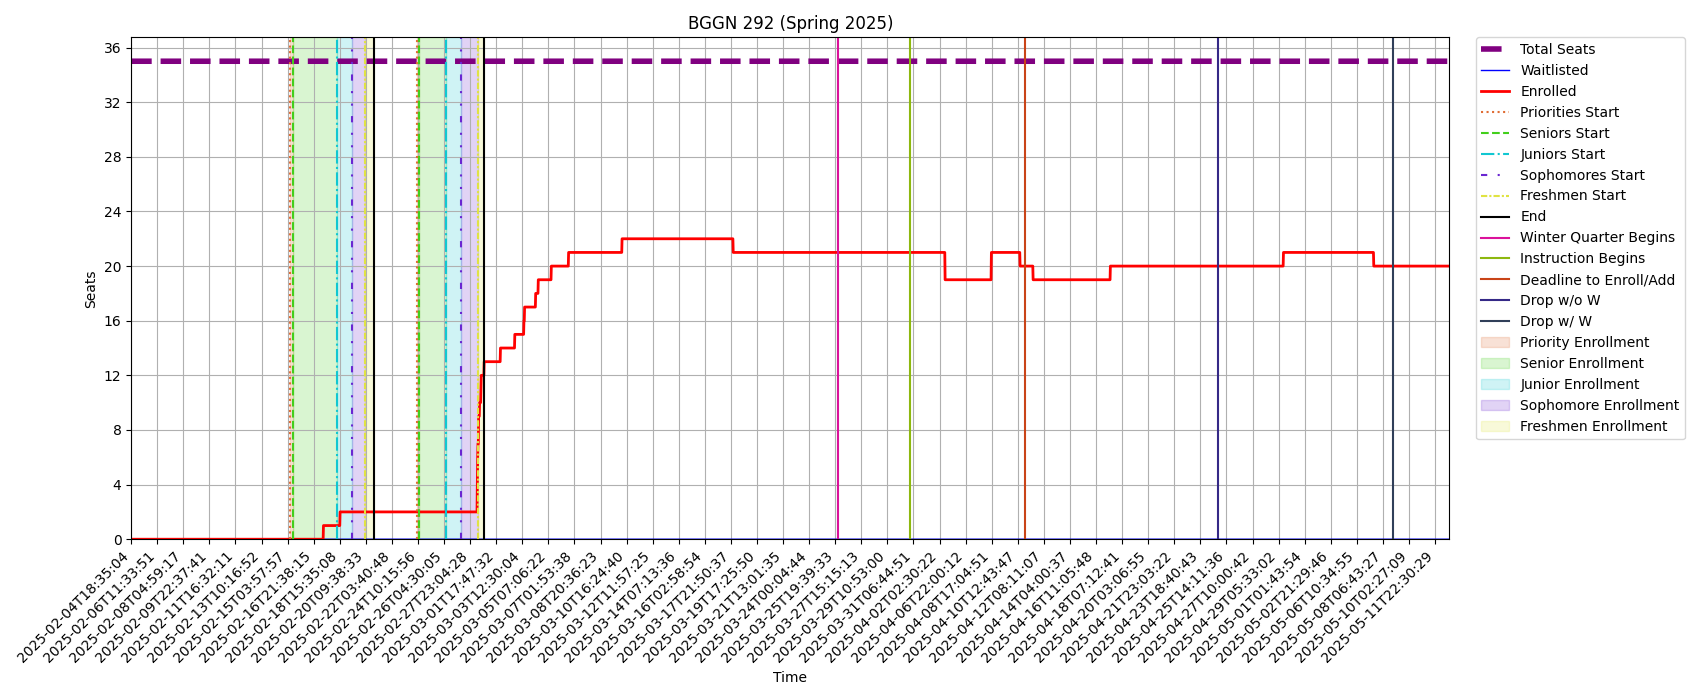 BGGN 292 (Spring 2025)
36
32
28
24
20
16
12
8
4
0
Seats
2025-02-04T18:35:04
2025-02-06T11:33:51
2025-02-08T04:59:17
2025-02-09T22:37:41
2025-02-11T16:32:11
2025-02-13T10:16:52
2025-02-15T03:57:57
2025-02-16T21:38:15
2025-02-18T15:35:08
2025-02-20T09:38:33
2025-02-22T03:40:48
2025-02-24T10:15:56
2025-02-26T04:30:05
2025-02-27T23:04:28
2025-03-01T17:47:32
2025-03-03T12:30:04
2025-03-05T07:06:22
2025-03-07T01:53:38
2025-03-08T20:36:23
2025-03-10T16:24:40
2025-03-12T11:57:25
2025-03-14T07:13:36
2025-03-16T02:58:54
2025-03-17T21:50:37
2025-03-19T17:25:50
2025-03-21T13:01:35
2025-03-24T00:04:44
2025-03-25T19:39:33
2025-03-27T15:15:13
2025-03-29T10:53:00
2025-03-31T06:44:51
2025-04-02T02:30:22
2025-04-06T22:00:12
2025-04-08T17:04:51
2025-04-10T12:43:47
2025-04-12T08:11:07
2025-04-14T04:00:37
2025-04-16T11:05:48
2025-04-18T07:12:41
2025-04-20T03:06:55
2025-04-21T23:03:22
2025-04-23T18:40:43
2025-04-25T14:11:36
2025-04-27T10:00:42
2025-04-29T05:33:02
2025-05-01T01:43:54
2025-05-02T21:29:46
2025-05-06T10:34:55
2025-05-08T06:43:27
2025-05-10T02:27:09
2025-05-11T22:30:29
Time
Total Seats
Waitlisted
Enrolled
Priorities Start
Seniors Start
Juniors Start
Sophomores Start
Freshmen Start
End
Winter Quarter Begins
Instruction Begins
Deadline to Enroll/Add
Drop w/o W
Drop w/ W
Priority Enrollment
Senior Enrollment
Junior Enrollment
Sophomore Enrollment
Freshmen Enrollment